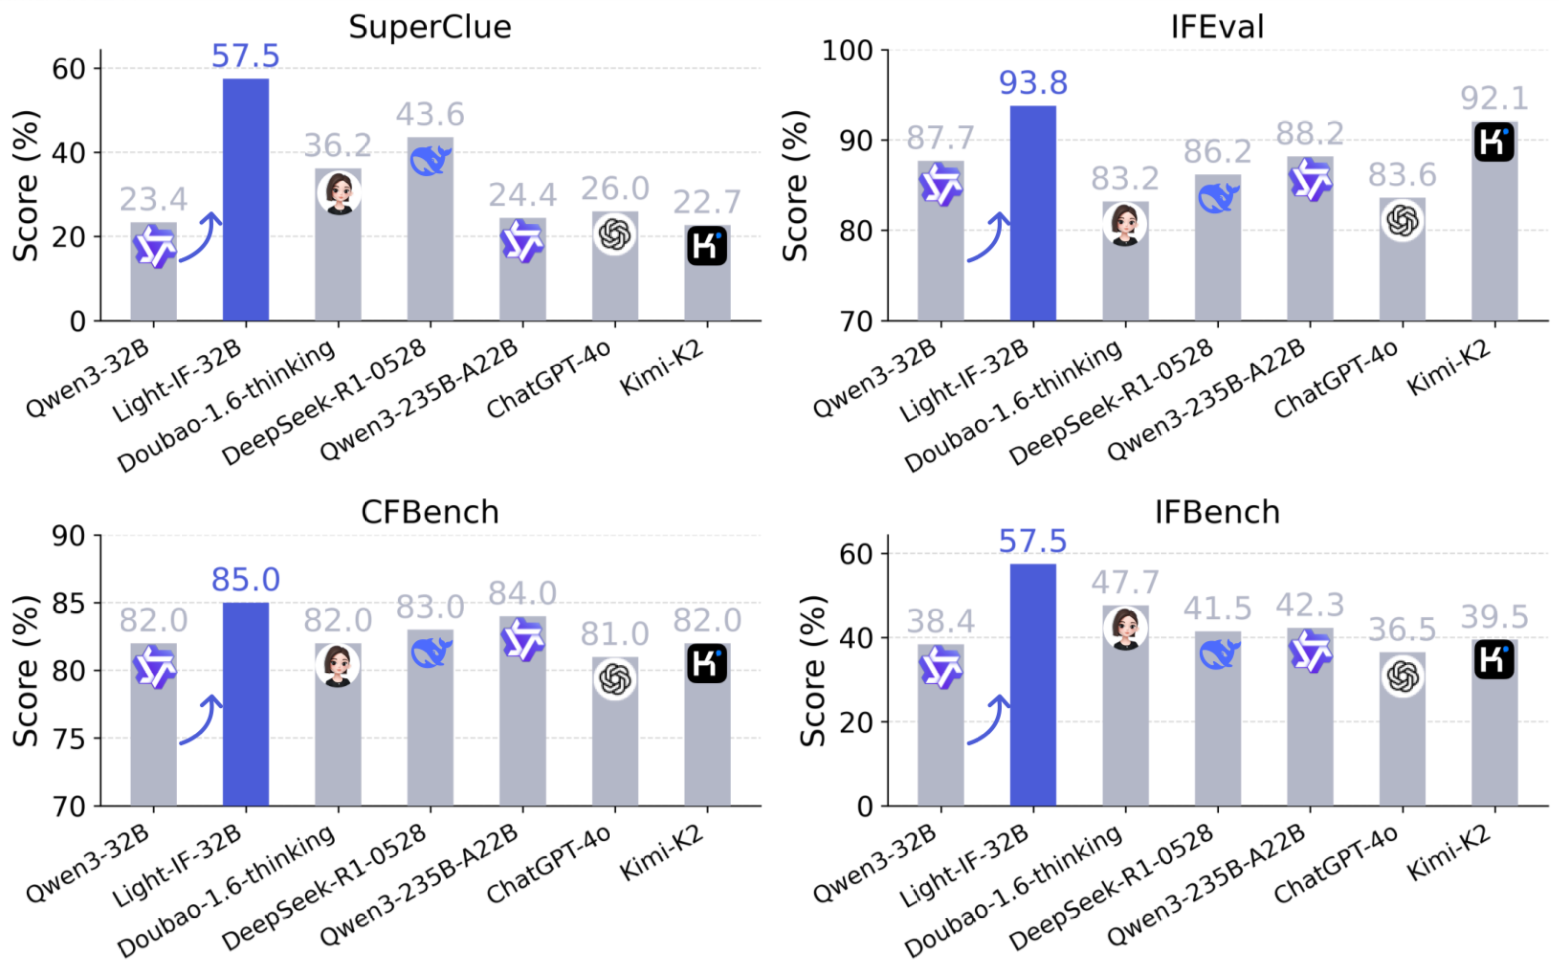 SuperClue
Score (%)
60
40
20
0
23.4
57.5
36.2
43.6
24.4
26.0
22.7
Qwen3-32B
Light-IF-32B
Doubao-1.6-thinking
DeepSeek-R1-0528
Qwen3-235B-A22B
ChatGPT-4o
Kimi-K2
IFEval
Score (%)
100
90
80
70
87.7
93.8
83.2
86.2
88.2
83.6
92.1
Qwen3-32B
Light-IF-32B
Doubao-1.6-thinking
DeepSeek-R1-0528
Qwen3-235B-A22B
ChatGPT-4o
Kimi-K2
CFBench
Score (%)
90
85
80
75
70
82.0
85.0
82.0
83.0
84.0
81.0
82.0
Qwen3-32B
Light-IF-32B
Doubao-1.6-thinking
DeepSeek-R1-0528
Qwen3-235B-A22B
ChatGPT-4o
Kimi-K2
IFBench
Score (%)
60
40
20
0
38.4
57.5
47.7
41.5
42.3
36.5
39.5
Qwen3-32B
Light-IF-32B
Doubao-1.6-thinking
DeepSeek-R1-0528
Qwen3-235B-A22B
ChatGPT-4o
Kimi-K2